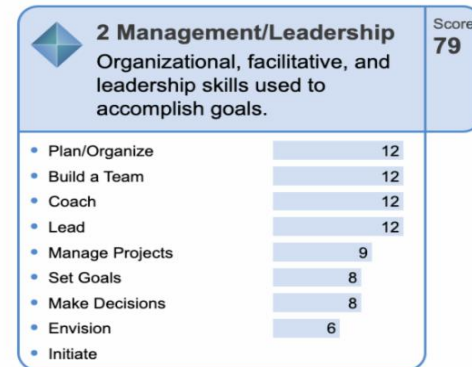 2 Management/Leadership
Organizational, facilitative, and
leadership skills used to
accomplish goals.
Score
79
• Plan/Organize 12
• Build a Team 12
• Coach 12
• Lead 12
• Manage Projects 9
• Set Goals 8
• Make Decisions 8
• Envision 6
• Initiate